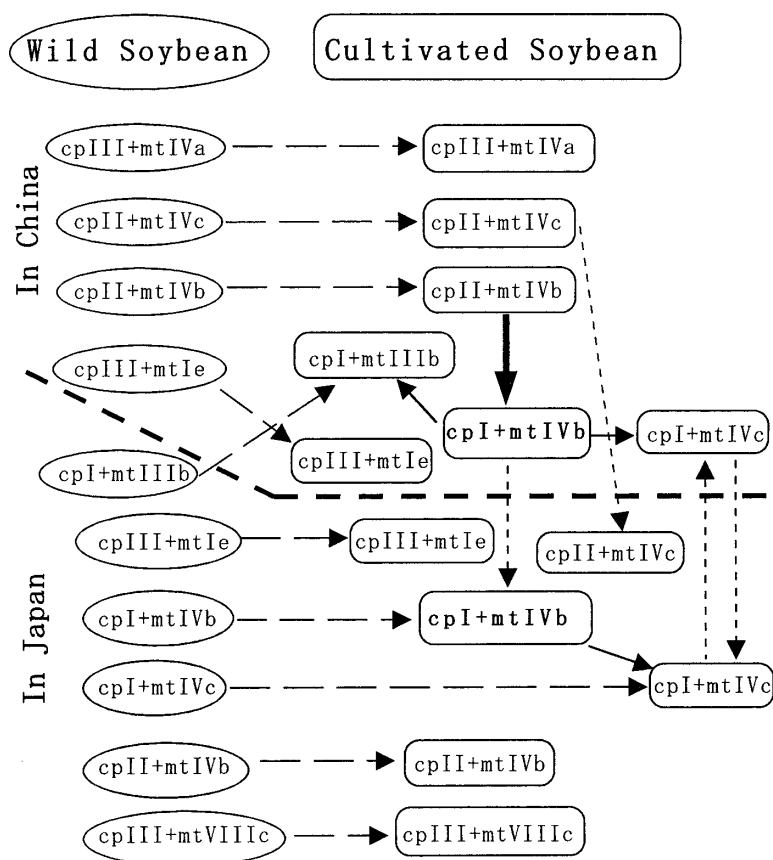 Wild Soybean
Cultivated Soybean
In China
cpIII+mtIVa
cpIII+mtIVa
cpII+mtIVc
cpII+mtIVc
cpII+mtIVb
cpII+mtIVb
cpIII+mtIe
cpI+mtIIIb
cpI+mtIVb
cpI+mtIVc
cpIII+mtIe
cpI+mtIIIb
In Japan
cpIII+mtIe
cpIII+mtIe
cpII+mtIVc
cpI+mtIVb
cpI+mtIVb
cpI+mtIVc
cpI+mtIVc
cpII+mtIVb
cpII+mtIVb
cpIII+mtVIIIc
cpIII+mtVIIIc